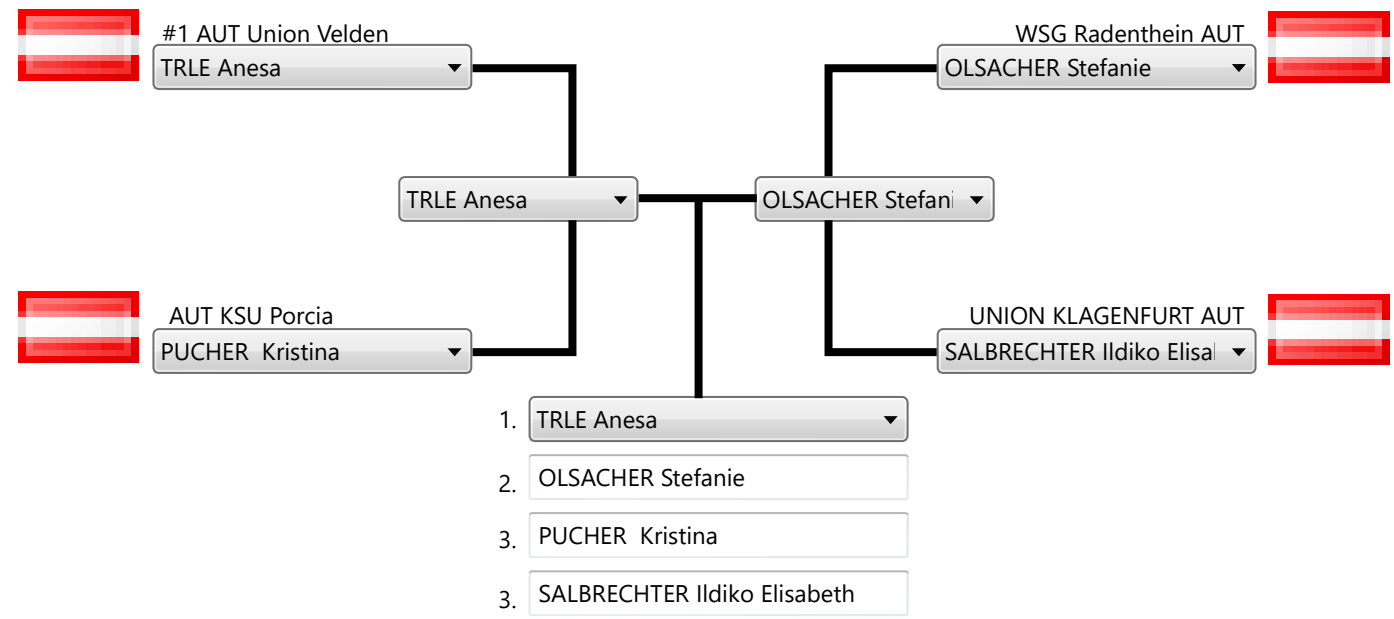 #1 AUT Union Velden
WSG Radenthein AUT
TRLE Anesa
OLSACHER Stefanie
TRLE Anesa
OLSACHER Stefani
AUT KSU Porcia
UNION KLAGENFURT AUT
PUCHER  Kristina
SALBRECHTER Ildiko Elisal
1. TRLE Anesa
2. OLSACHER Stefanie
3. PUCHER  Kristina
3. SALBRECHTER Ildiko Elisabeth